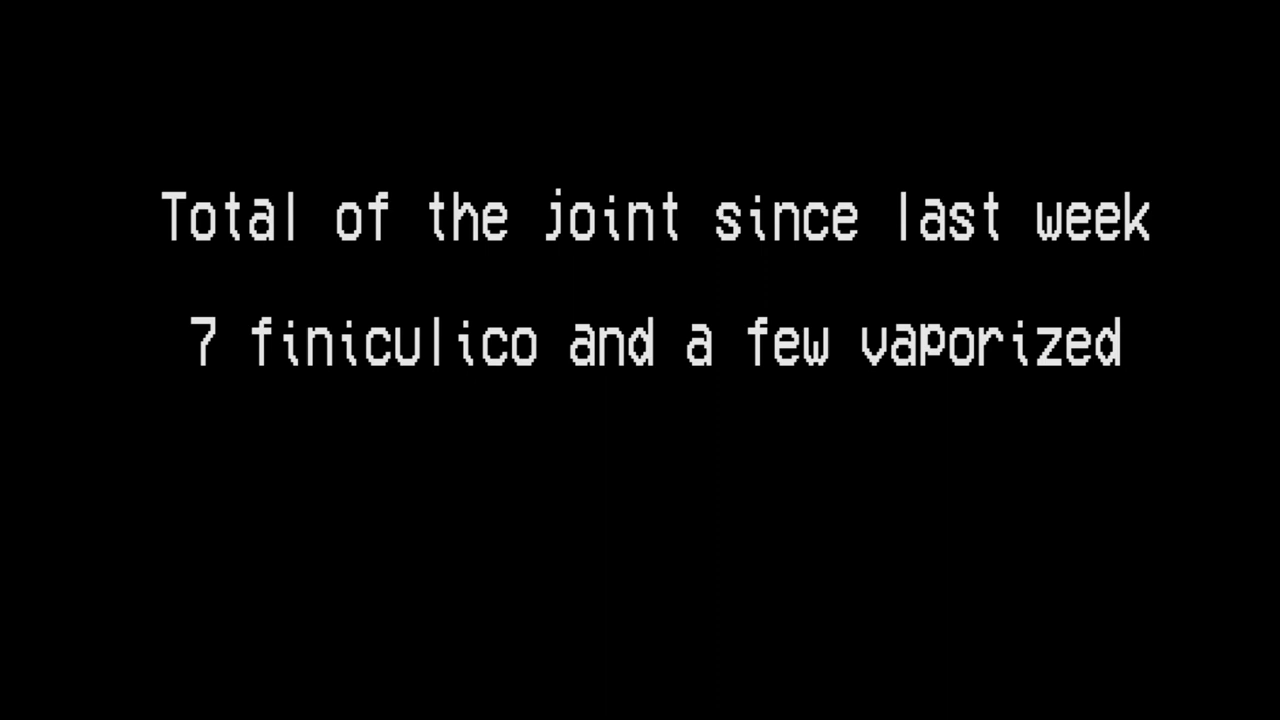 Total of the joint since last week
7 finiculico and a few vaporized